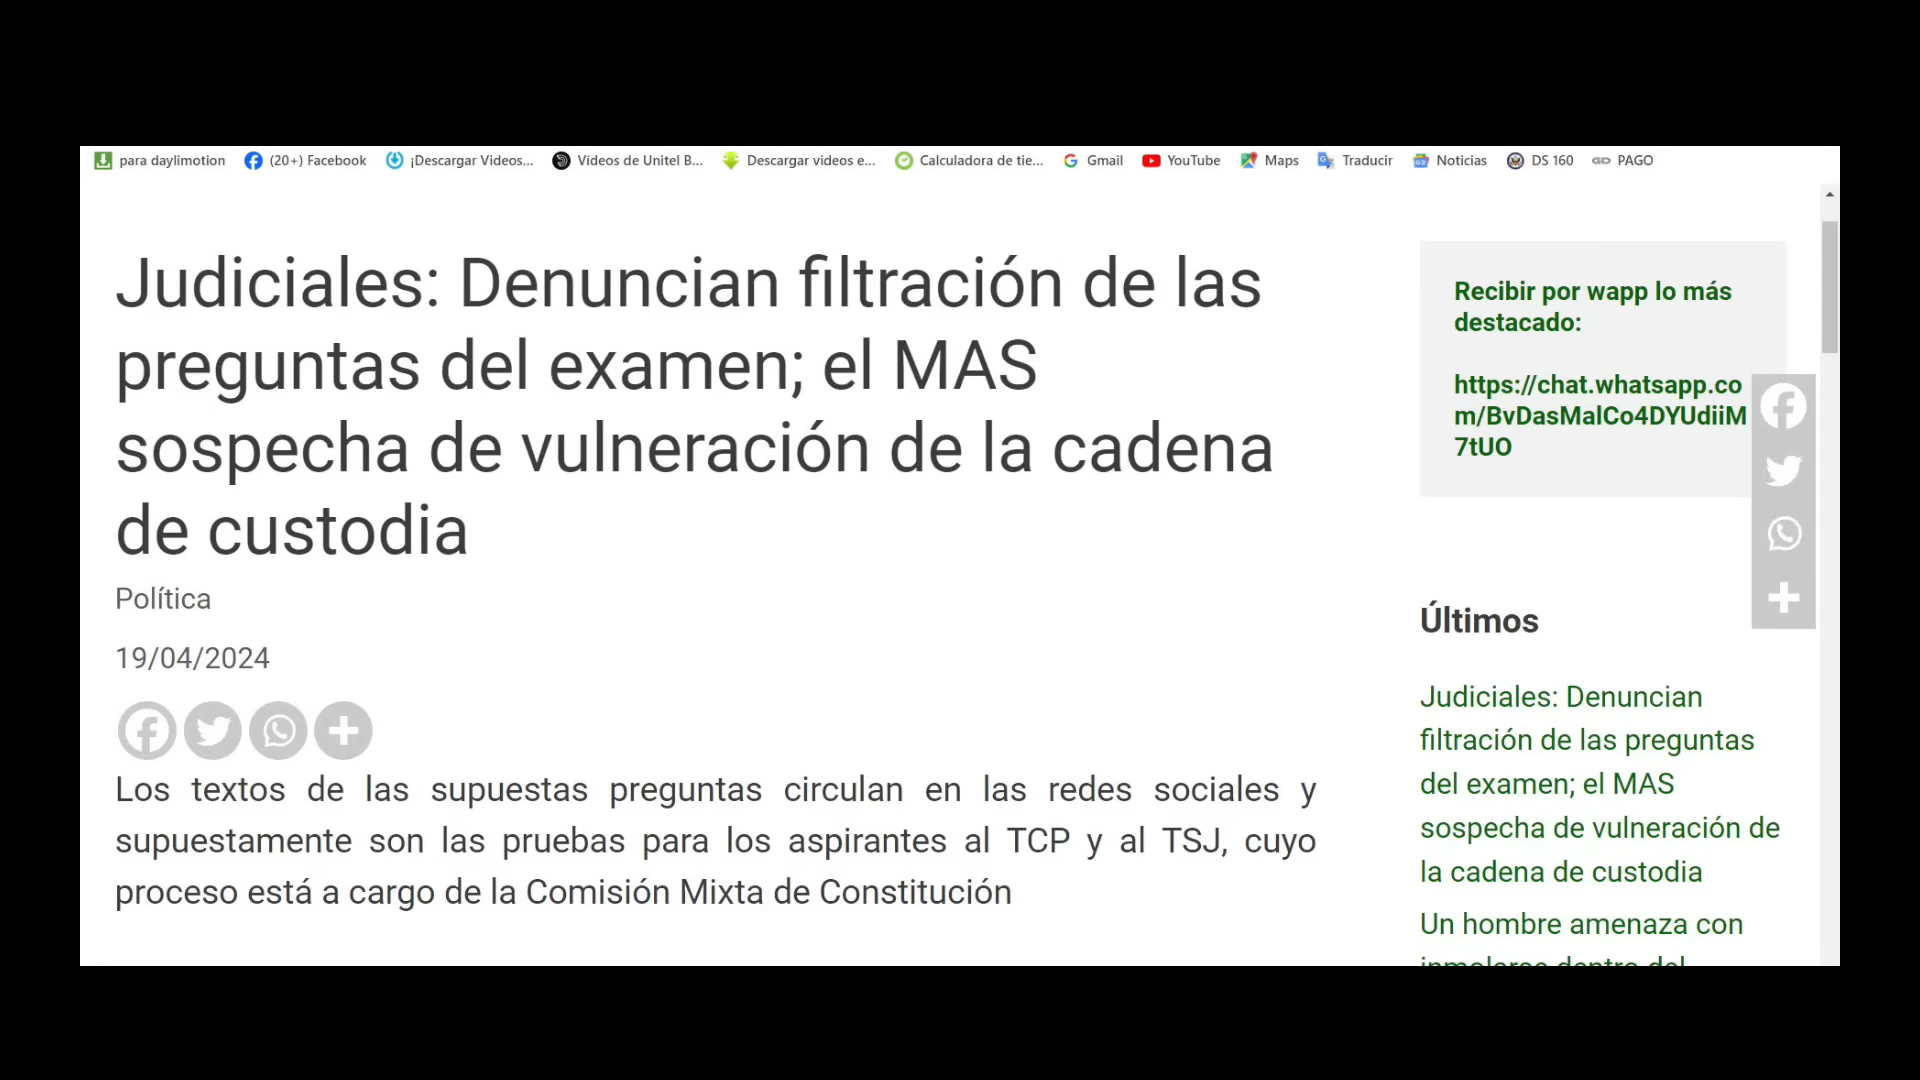 para daylimotion (20+) Facebook ¡Descargar Videos... Vídeos de Unitel B... Descargar videos e... Calculadora de tie... Gmail YouTube Maps Traducir Noticias DS 160 PAGO
Judiciales: Denuncian filtración de las
preguntas del examen; el MAS
sospecha de vulneración de la cadena
de custodia
Política
19/04/2024
Los textos de las supuestas preguntas circulan en las redes sociales y
supuestamente son las pruebas para los aspirantes al TCP y al TSJ, cuyo
proceso está a cargo de la Comisión Mixta de Constitución
Recibir por wapp lo más
destacado:
https://chat.whatsapp.co
m/BvDasMalCo4DYUdiiM
7tUO
Últimos
Judiciales: Denuncian
filtración de las preguntas
del examen; el MAS
sospecha de vulneración de
la cadena de custodia
Un hombre amenaza con
inmolarse dentro del